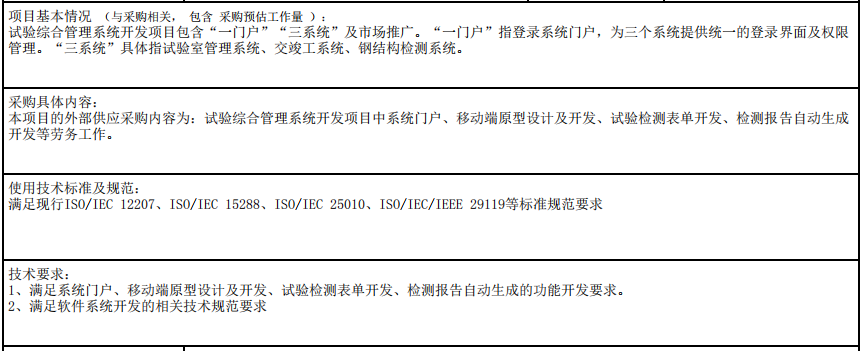 项目基本情况 （与采购相关， 包含 采购预估工作量 ）：
试验综合管理系统开发项目包含“一门户”“三系统”及市场推广。“一门户”指登录系统门户，为三个系统提供统一的登录界面及权限
管理。“三系统”具体指试验室管理系统、交竣工系统、钢结构检测系统。
采购具体内容：
本项目的外部供应采购内容为：试验综合管理系统开发项目中系统门户、移动端原型设计及开发、试验检测表单开发、检测报告自动生成
开发等劳务工作。
使用技术标准及规范：
满足现行ISO/IEC 12207、ISO/IEC 15288、ISO/IEC 25010、ISO/IEC/IEEE 29119等标准规范要求
技术要求：
1、满足系统门户、移动端原型设计及开发、试验检测表单开发、检测报告自动生成的功能开发要求。
2、满足软件系统开发的相关技术规范要求